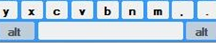 y x c v b n m , .
alt alt